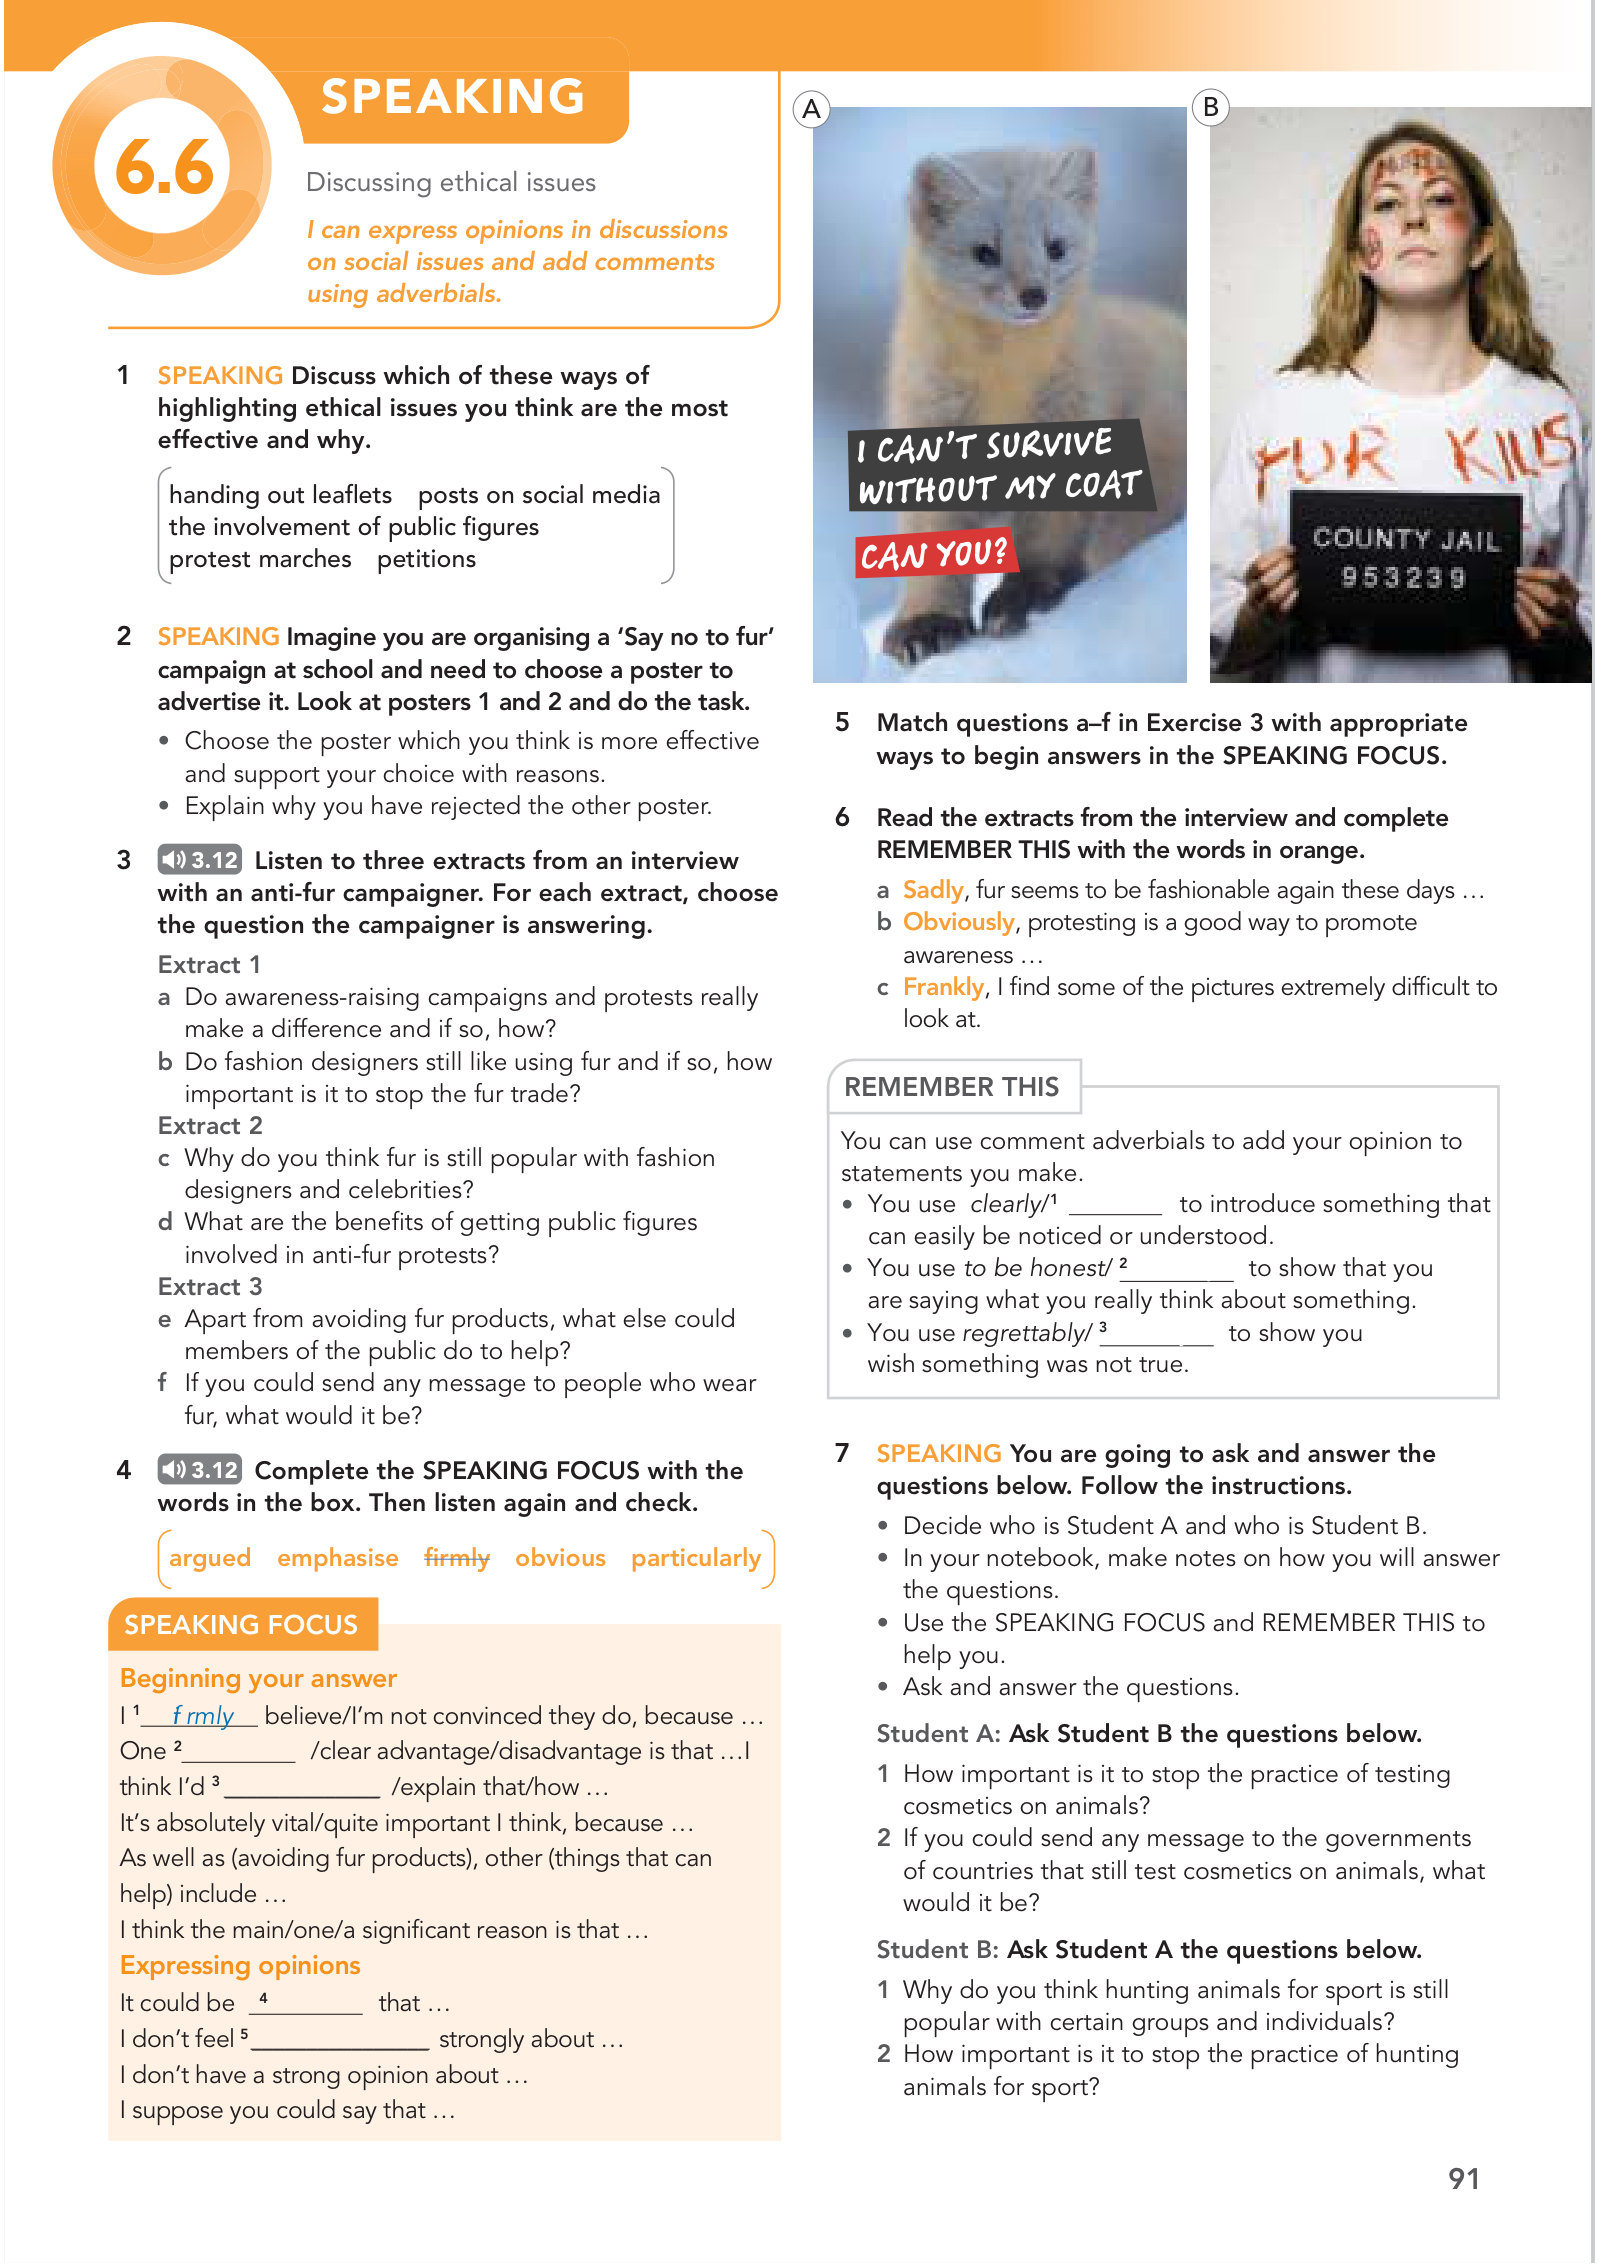 6.6
SPEAKING
Discussing ethical issues
I can express opinions in discussions
on social issues and add comments
using adverbials.
1 SPEAKING Discuss which of these ways of
highlighting ethical issues you think are the most
effective and why.
handing out leaflets posts on social media
the involvement of public figures
protest marches petitions
2 SPEAKING Imagine you are organising a ‘Say no to fur’
campaign at school and need to choose a poster to
advertise it. Look at posters 1 and 2 and do the task.
• Choose the poster which you think is more effective
and support your choice with reasons.
• Explain why you have rejected the other poster.
3 3.12 Listen to three extracts from an interview
with an anti-fur campaigner. For each extract, choose
the question the campaigner is answering.
Extract 1
a Do awareness-raising campaigns and protests really
make a difference and if so, how?
b Do fashion designers still like using fur and if so, how
important is it to stop the fur trade?
Extract 2
c Why do you think fur is still popular with fashion
designers and celebrities?
d What are the benefits of getting public figures
involved in anti-fur protests?
Extract 3
e Apart from avoiding fur products, what else could
members of the public do to help?
f If you could send any message to people who wear
fur, what would it be?
4 3.12 Complete the SPEAKING FOCUS with the
words in the box. Then listen again and check.
argued emphasise firmly obvious particularly
SPEAKING FOCUS
Beginning your answer
I 1 f rmly believe/I’m not convinced they do, because …
One 2 /clear advantage/disadvantage is that …I
think I’d 3 /explain that/how …
It’s absolutely vital/quite important I think, because …
As well as (avoiding fur products), other (things that can
help) include …
I think the main/one/a significant reason is that …
Expressing opinions
It could be 4 that …
I don’t feel 5 strongly about …
I don’t have a strong opinion about …
I suppose you could say that …
A
I CAN’T SURVIVE
WITHOUT MY COAT
CAN YOU?
B
FUR KILLS
COUNTY JAIL
953239
5 Match questions a–f in Exercise 3 with appropriate
ways to begin answers in the SPEAKING FOCUS.
6 Read the extracts from the interview and complete
REMEMBER THIS with the words in orange.
a Sadly, fur seems to be fashionable again these days …
b Obviously, protesting is a good way to promote
awareness …
c Frankly, I find some of the pictures extremely difficult to
look at.
REMEMBER THIS
You can use comment adverbials to add your opinion to
statements you make.
• You use clearly/1 to introduce something that
can easily be noticed or understood.
• You use to be honest/ 2 to show that you
are saying what you really think about something.
• You use regrettably/ 3 to show you
wish something was not true.
7 SPEAKING You are going to ask and answer the
questions below. Follow the instructions.
• Decide who is Student A and who is Student B.
• In your notebook, make notes on how you will answer
the questions.
• Use the SPEAKING FOCUS and REMEMBER THIS to
help you.
• Ask and answer the questions.
Student A: Ask Student B the questions below.
1 How important is it to stop the practice of testing
cosmetics on animals?
2 If you could send any message to the governments
of countries that still test cosmetics on animals, what
would it be?
Student B: Ask Student A the questions below.
1 Why do you think hunting animals for sport is still
popular with certain groups and individuals?
2 How important is it to stop the practice of hunting
animals for sport?
91